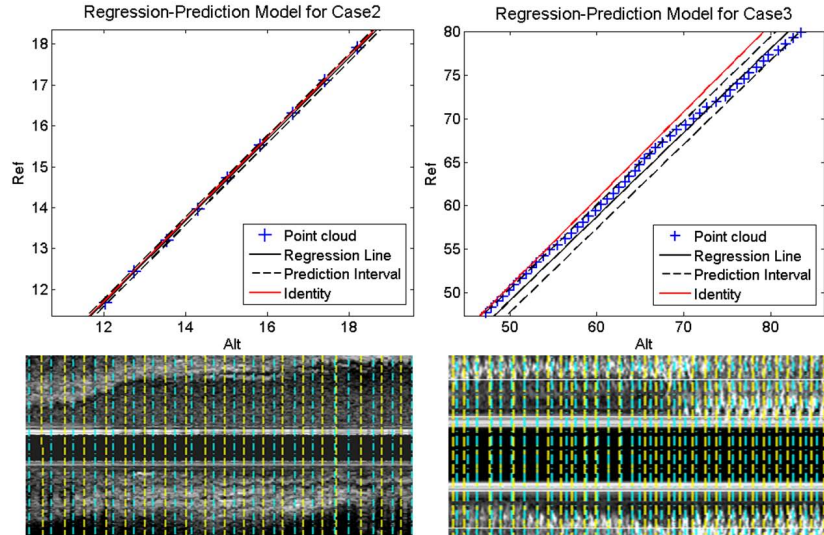 Regression-Prediction Model for Case2
18
17
16
15
14
13
12
Ref
12
14
16
18
Alt
Point cloud
Regression Line
Prediction Interval
Identity
Regression-Prediction Model for Case3
80
75
70
65
60
55
50
Ref
50
60
70
80
Alt
Point cloud
Regression Line
Prediction Interval
Identity